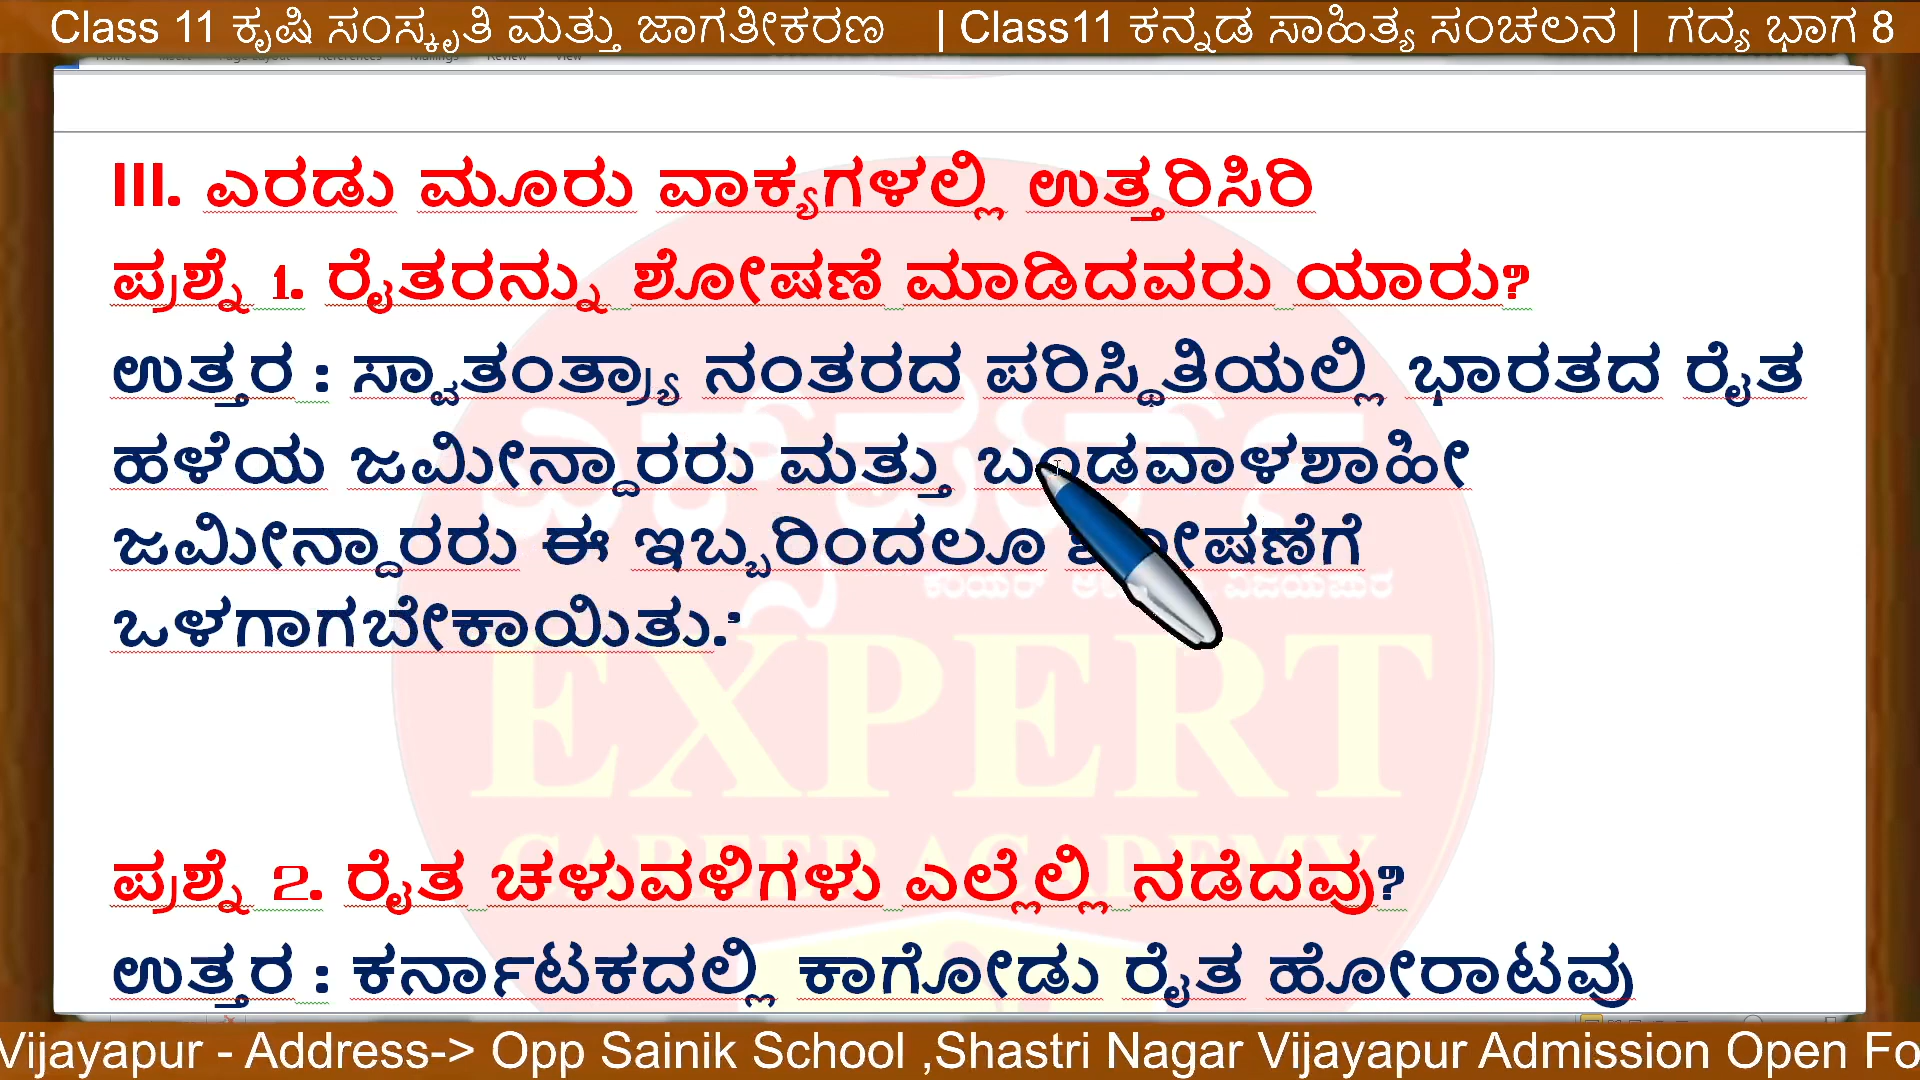 Class 11 ಕೃಷಿ ಸಂಸ್ಕೃತಿ ಮತ್ತು ಜಾಗತೀಕರಣ | Class11 ಕನ್ನಡ ಸಾಹಿತ್ಯ ಸಂಚಲನ | ಗದ್ಯ ಭಾಗ 8
III. ಎರಡು ಮೂರು ವಾಕ್ಯಗಳಲ್ಲಿ ಉತ್ತರಿಸಿರಿ
ಪ್ರಶ್ನೆ 1. ರೈತರನ್ನು ಶೋಷಣೆ ಮಾಡಿದವರು ಯಾರು?
ಉತ್ತರ : ಸ್ವಾತಂತ್ರ್ಯಾ ನಂತರದ ಪರಿಸ್ಥಿತಿಯಲ್ಲಿ ಭಾರತದ ರೈತ
ಹಳೆಯ ಜಮೀನ್ದಾರರು ಮತ್ತು ಬಂಡವಾಳಶಾಹೀ
ಜಮೀನ್ದಾರರು ಈ ಇಬ್ಬರಿಂದಲೂ ಶೋಷಣೆಗೆ
ಒಳಗಾಗಬೇಕಾಯಿತು.'
EXPERT
CAREER ACADEMY
ಪ್ರಶ್ನೆ 2. ರೈತ ಚಳುವಳಿಗಳು ಎಲ್ಲೆಲ್ಲಿ ನಡೆದವು?
ಉತ್ತರ : ಕರ್ನಾಟಕದಲ್ಲಿ ಕಾಗೋಡು ರೈತ ಹೋರಾಟವು
Vijayapur - Address-> Opp Sainik School ,Shastri Nagar Vijayapur Admission Open Fo